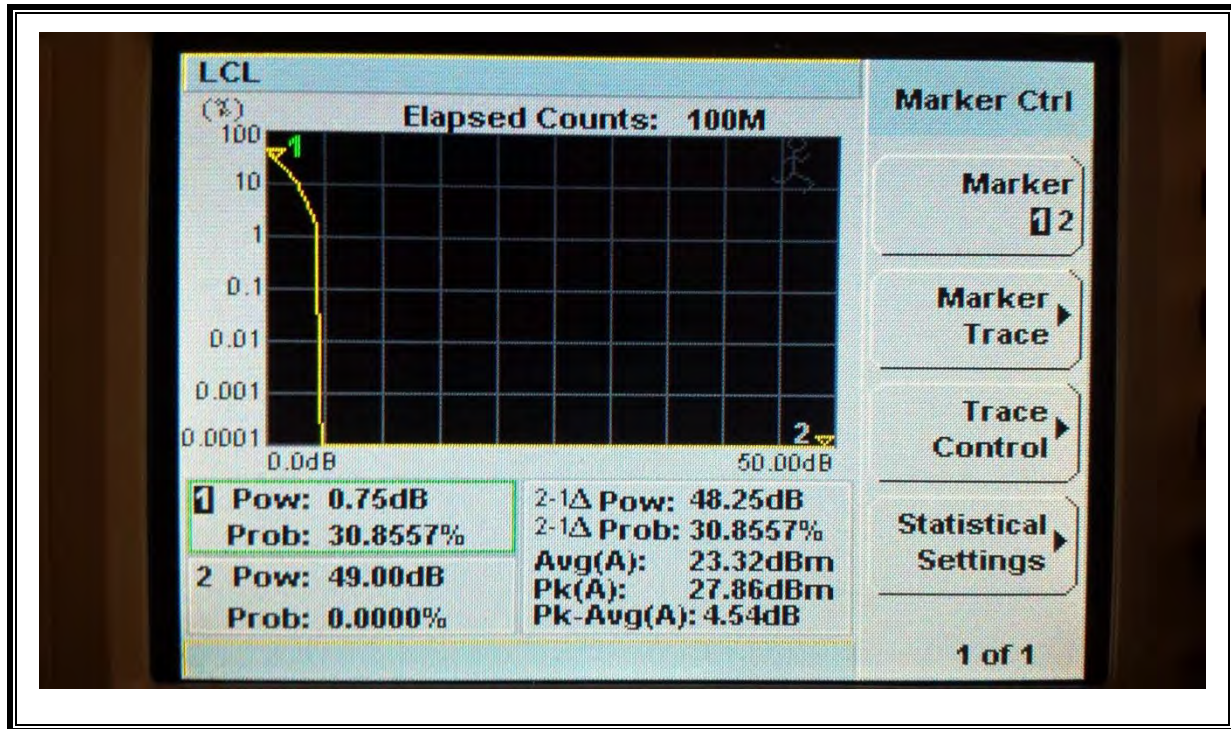 LCL
(%)
Elapsed Counts: 100M
100
10
1
0.1
0.01
0.001
0.0001
1
2
0.0dB
50.00dB
1 Pow: 0.75dB
Prob: 30.8557%
2 Pow: 49.00dB
Prob: 0.0000%
2-1Δ Pow: 48.25dB
2-1Δ Prob: 30.8557%
Avg(A): 23.32dBm
Pk(A): 27.86dBm
Pk-Avg(A): 4.54dB
Marker Ctrl
Marker
1 2
Marker
Trace
Trace
Control
Statistical
Settings
1 of 1